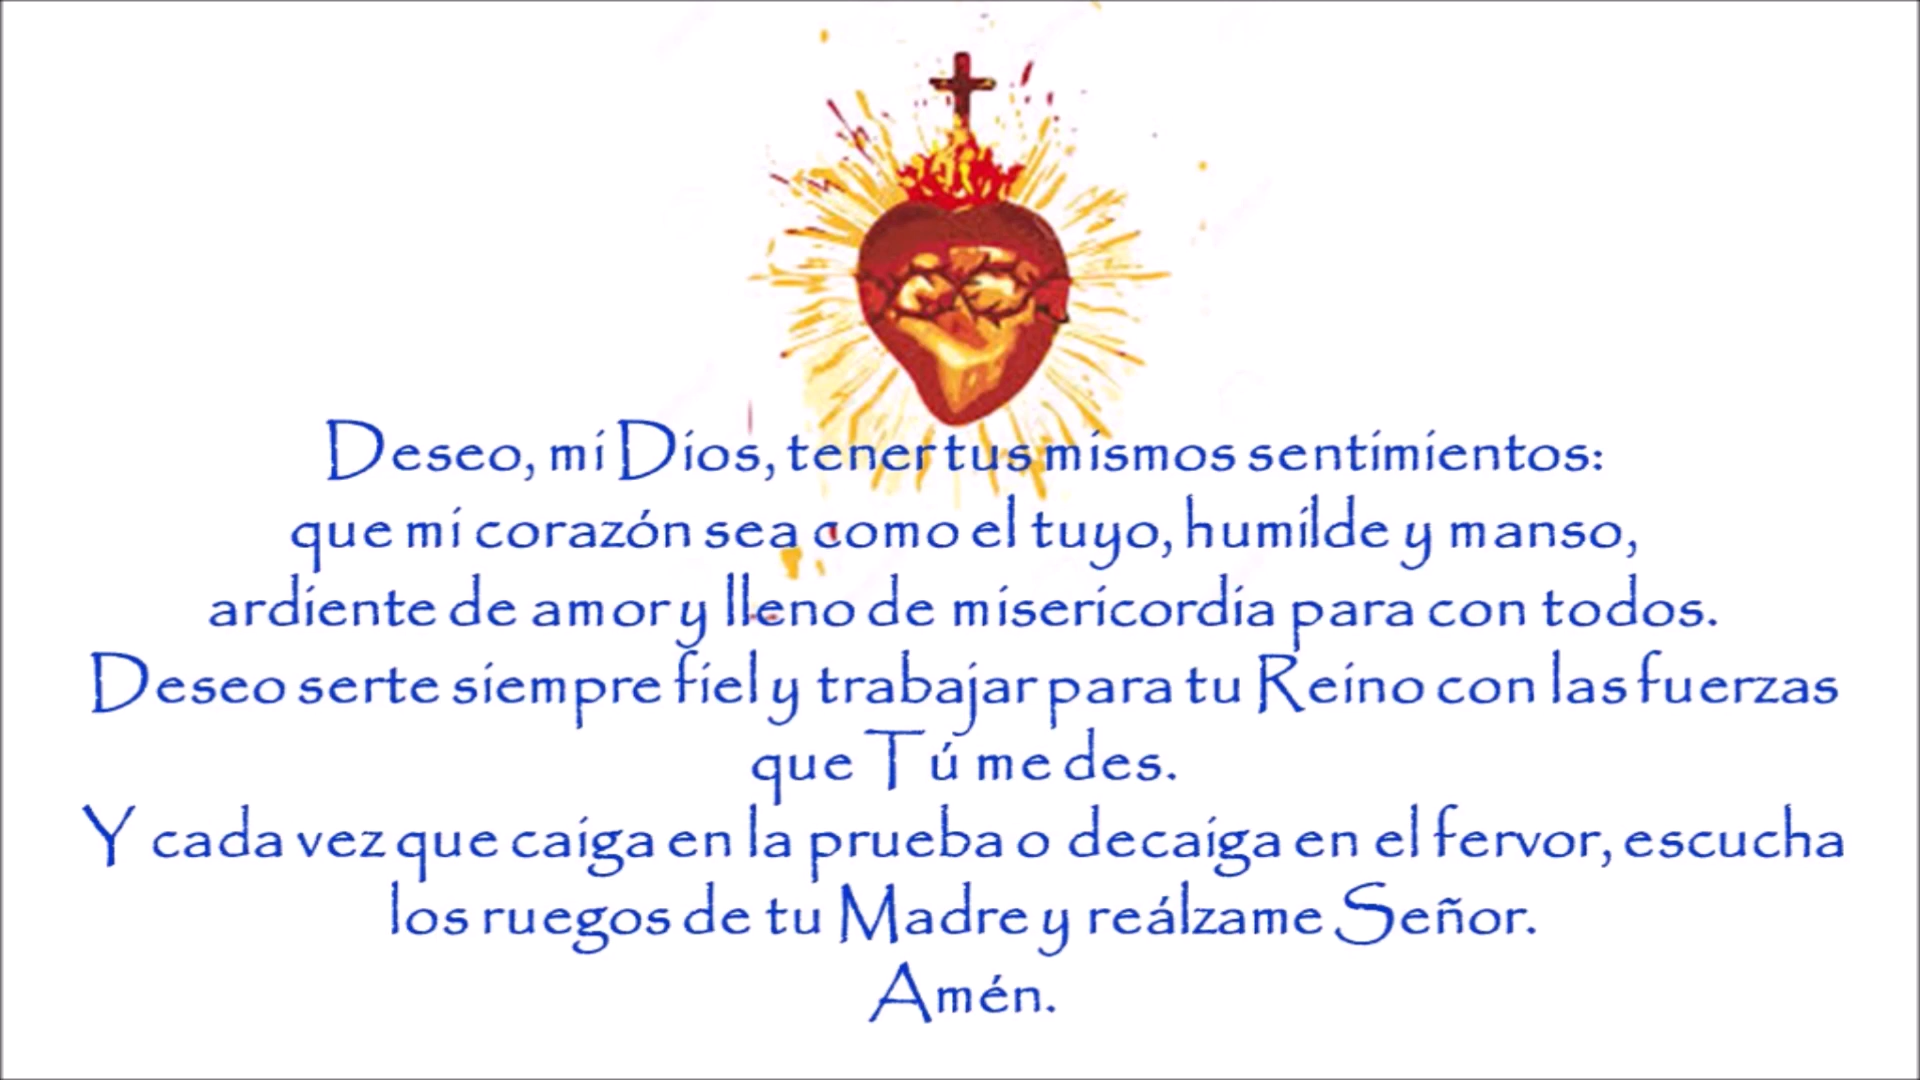 Deseo, mi Dios, tener tus mismos sentimientos:
que mi corazón sea como el tuyo, humilde y manso,
ardiente de amor y lleno de misericordia para con todos.
Deseo serte siempre fiel y trabajar para tu Reino con las fuerzas
que Tú me des.
Y cada vez que caiga en la prueba o decaiga en el fervor, escucha
los ruegos de tu Madre y reálzame Señor.
Amén.